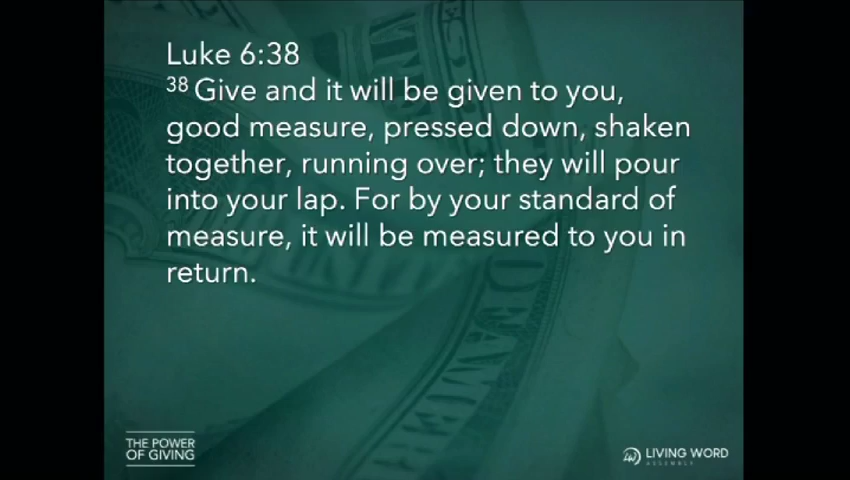 Luke 6:38
38 Give and it will be given to you,
good measure, pressed down, shaken
together, running over; they will pour
into your lap. For by your standard of
measure, it will be measured to you in
return.
THE POWER
OF GIVING
LIVING WORD
ASSEMBLY